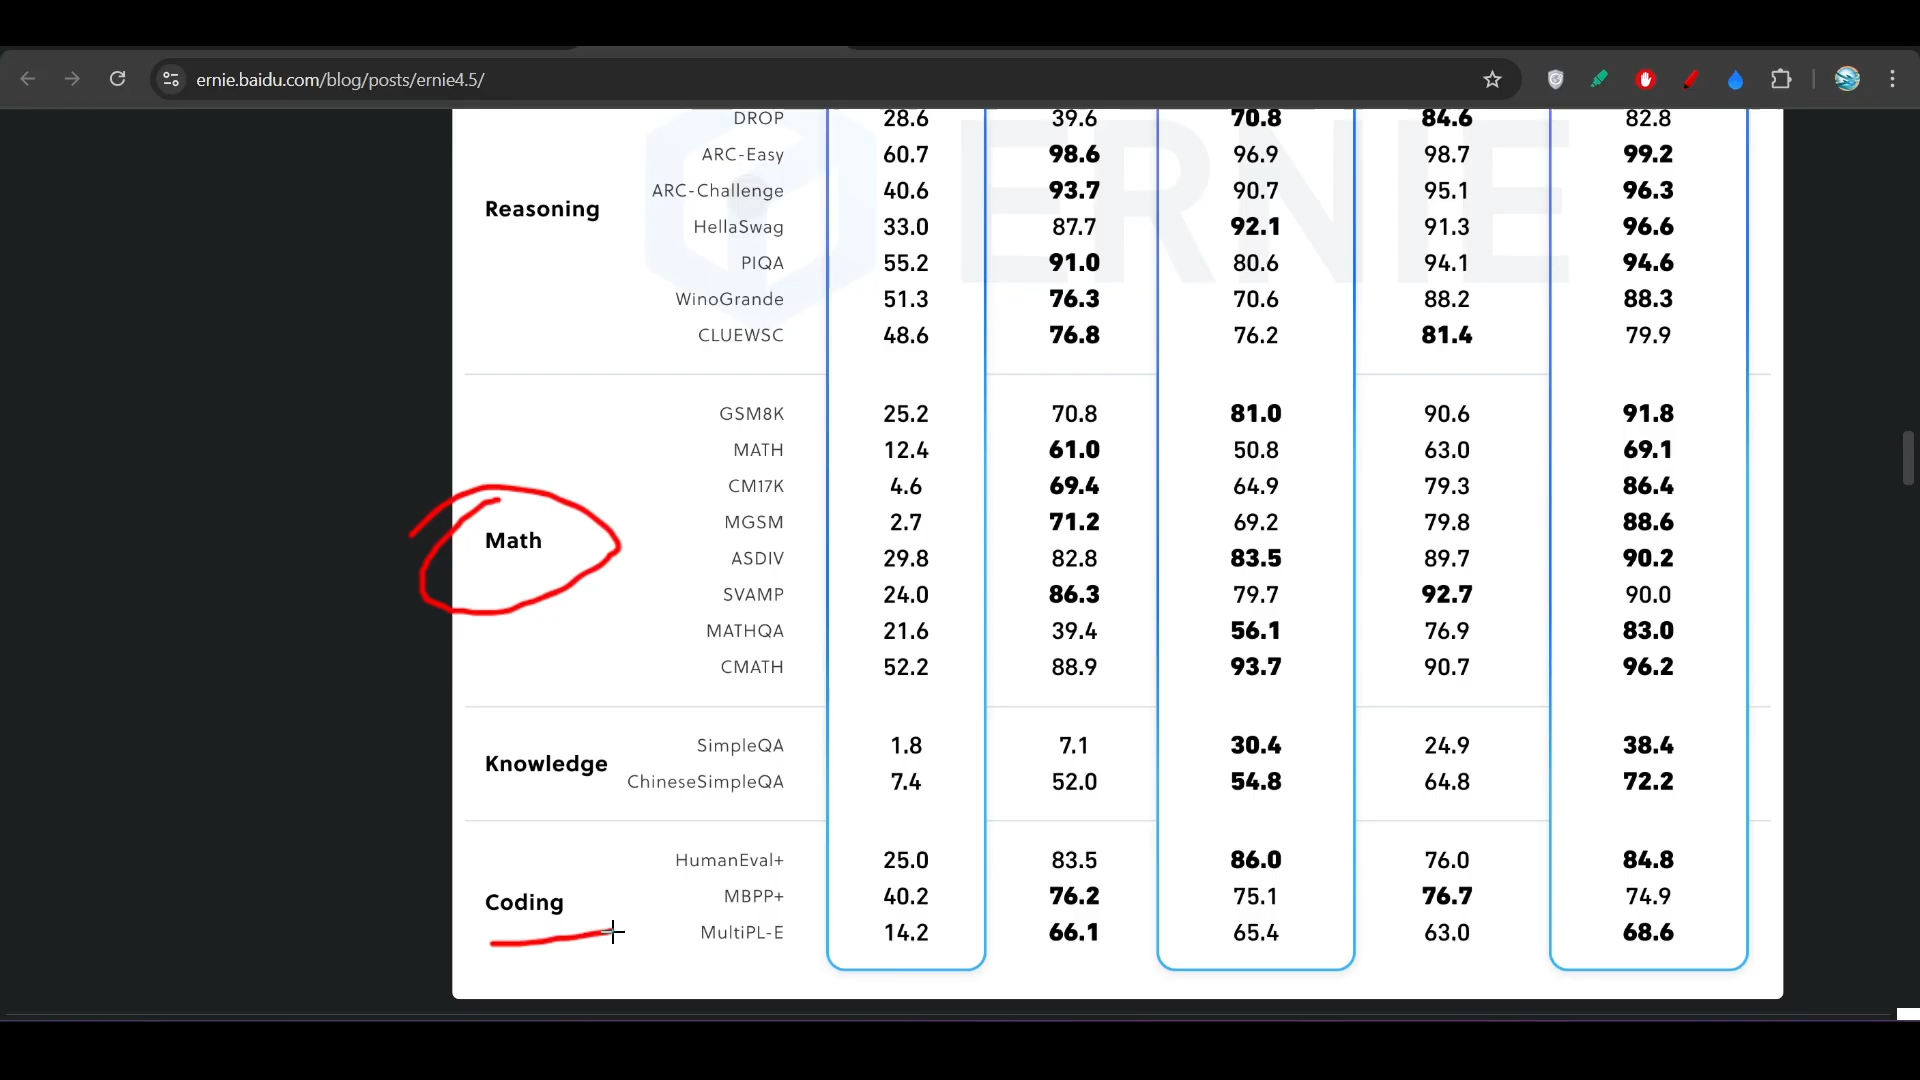 ernie.baidu.com/blog/posts/ernie4.5/
DROP 28.6 39.6 70.8 84.6 82.8
ARC-Easy 60.7 98.6 96.9 98.7 99.2
ARC-Challenge 40.6 93.7 90.7 95.1 96.3
Reasoning
HellaSwag 33.0 87.7 92.1 91.3 96.6
PIQA 55.2 91.0 80.6 94.1 94.6
WinoGrande 51.3 76.3 70.6 88.2 88.3
CLUEWSC 48.6 76.8 76.2 81.4 79.9
ERNIE
GSM8K 25.2 70.8 81.0 90.6 91.8
MATH 12.4 61.0 50.8 63.0 69.1
CM17K 4.6 69.4 64.9 79.3 86.4
MGSM 2.7 71.2 69.2 79.8 88.6
Math
ASDIV 29.8 82.8 83.5 89.7 90.2
SVAMP 24.0 86.3 79.7 92.7 90.0
MATHQA 21.6 39.4 56.1 76.9 83.0
CMATH 52.2 88.9 93.7 90.7 96.2
SimpleQA 1.8 7.1 30.4 24.9 38.4
Knowledge
ChineseSimpleQA 7.4 52.0 54.8 64.8 72.2
HumanEval+ 25.0 83.5 86.0 76.0 84.8
Coding
MBPP+ 40.2 76.2 75.1 76.7 74.9
MultiPL-E 14.2 66.1 65.4 63.0 68.6